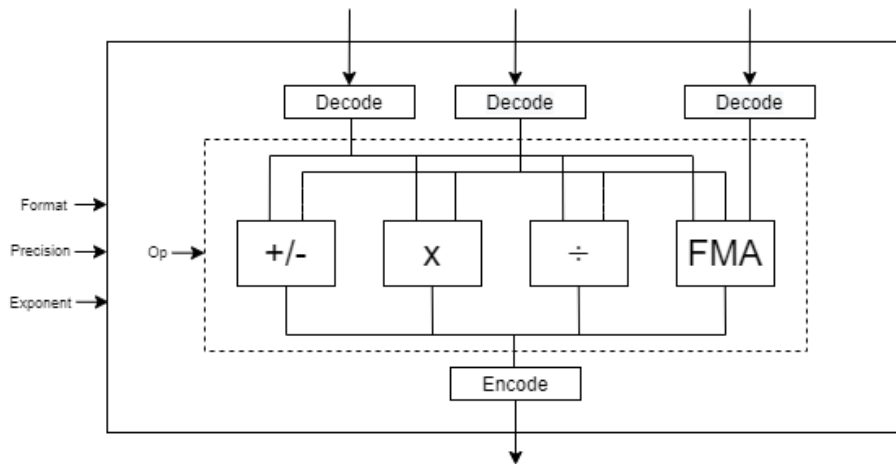 Decode
Decode
Decode
Format
Precision
Exponent
Op
+/-
x
÷
FMA
Encode